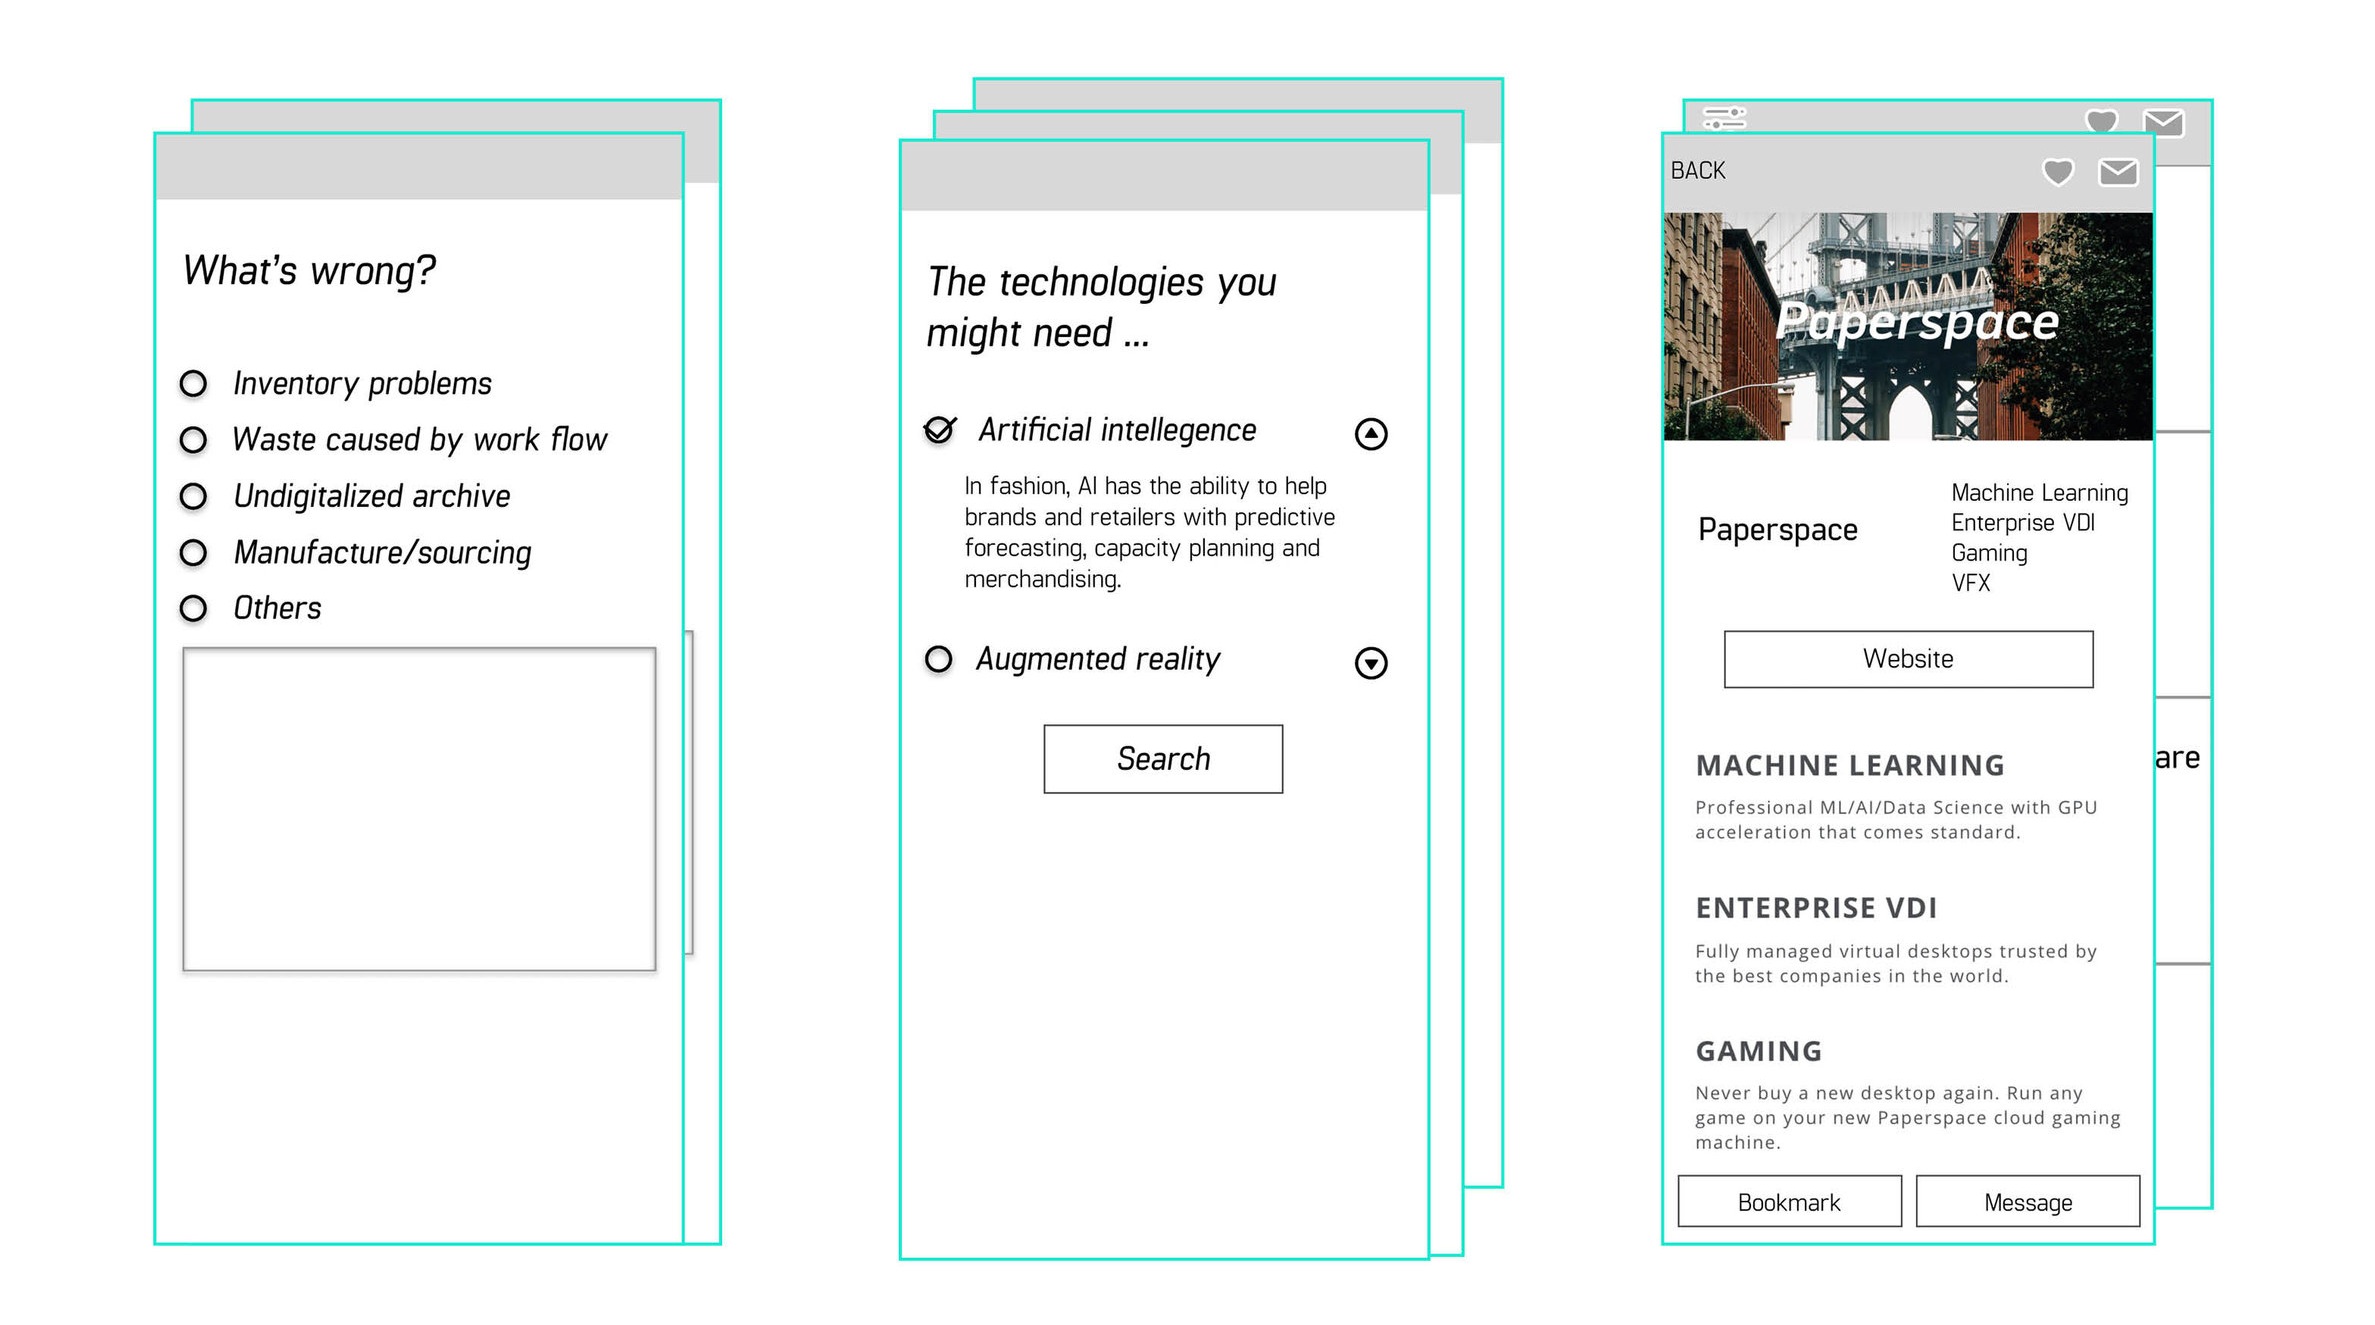 What's wrong?
Inventory problems
Waste caused by work flow
Undigitalized archive
Manufacture/sourcing
Others
The technologies you
might need ...
Artificial intellegence
In fashion, AI has the ability to help
brands and retailers with predictive
forecasting, capacity planning and
merchandising.
Augmented reality
Search
BACK
Paperspace
Paperspace
Machine Learning
Enterprise VDI
Gaming
VFX
Website
MACHINE LEARNING
Professional ML/AI/Data Science with GPU
acceleration that comes standard.
ENTERPRISE VDI
Fully managed virtual desktops trusted by
the best companies in the world.
GAMING
Never buy a new desktop again. Run any
game on your new Paperspace cloud gaming
machine.
Bookmark
Message
are